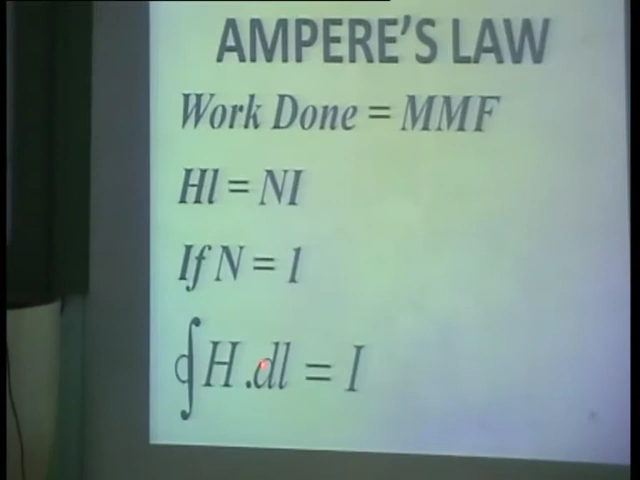 AMPERE'S LAW
Work Done = MMF
Hl = NI
If N = 1
∮H.dl = I